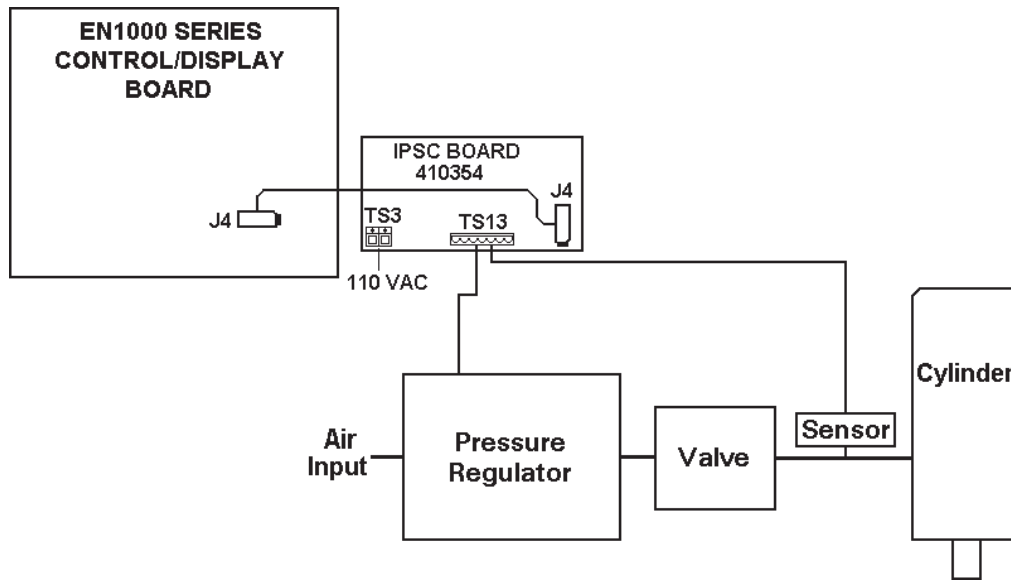 EN1000 SERIES
CONTROL/DISPLAY
BOARD
IPSC BOARD
410354
J4
J4
TS3
TS13
110 VAC
Cylinder
Sensor
Air
Input
Pressure
Regulator
Valve